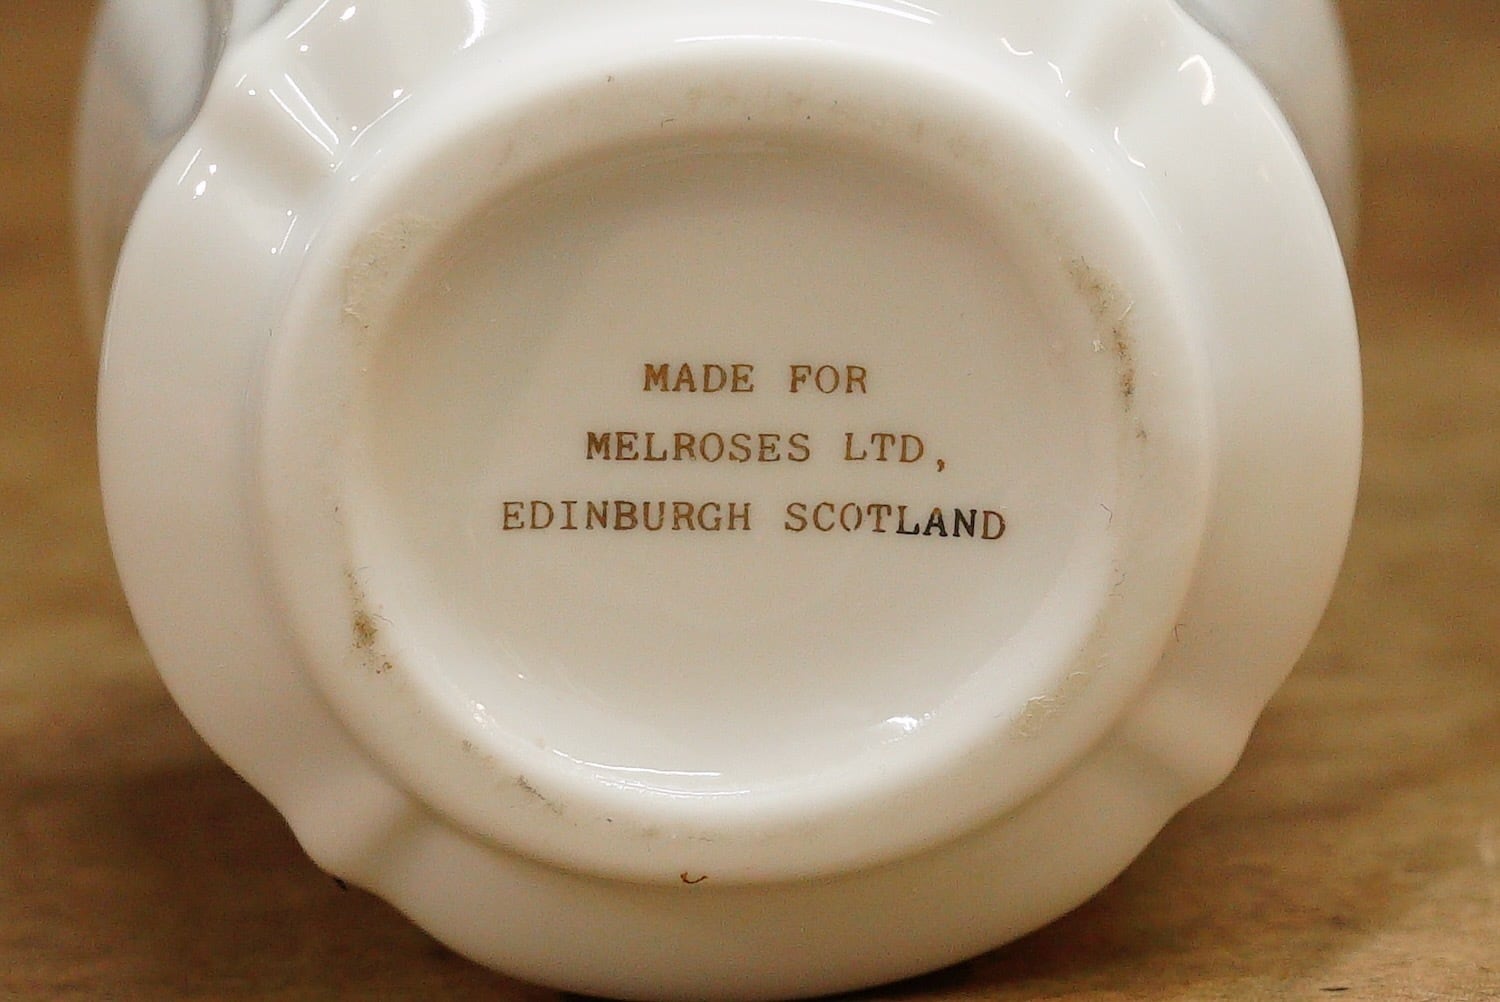 MADE FOR
MELROSES LTD,
EDINBURGH SCOTLAND